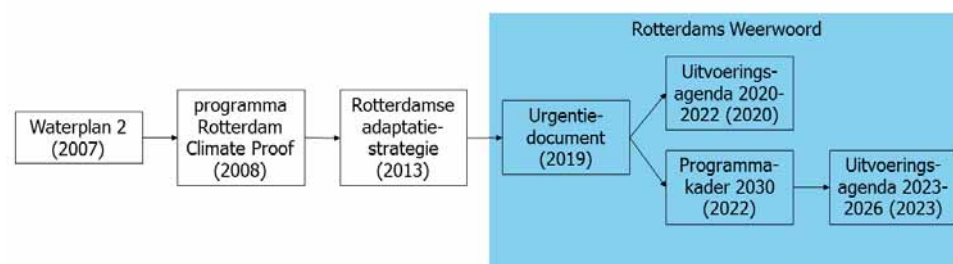 Rotterdams Weerwoord
Waterplan 2
(2007)
programma
Rotterdam
Climate Proof
(2008)
Rotterdamse
adaptatie-
strategie
(2013)
Urgentie-
document
(2019)
Uitvoerings-
agenda 2020-
2022 (2020)
Programma-
kader 2030
(2022)
Uitvoerings-
agenda 2023-
2026 (2023)